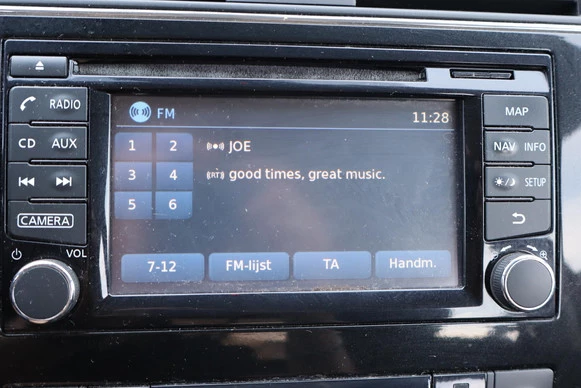 RADIO
CD AUX
CAMERA
VOL
FM 11:28
1 2
3 4
5 6
JOE
RT good times, great music.
7-12 FM-lijst TA Handm.
MAP
NAV INFO
SETUP